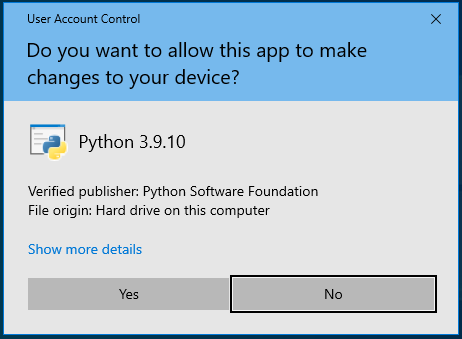 User Account Control
Do you want to allow this app to make
changes to your device?
Python 3.9.10
Verified publisher: Python Software Foundation
File origin: Hard drive on this computer
Show more details
Yes
No